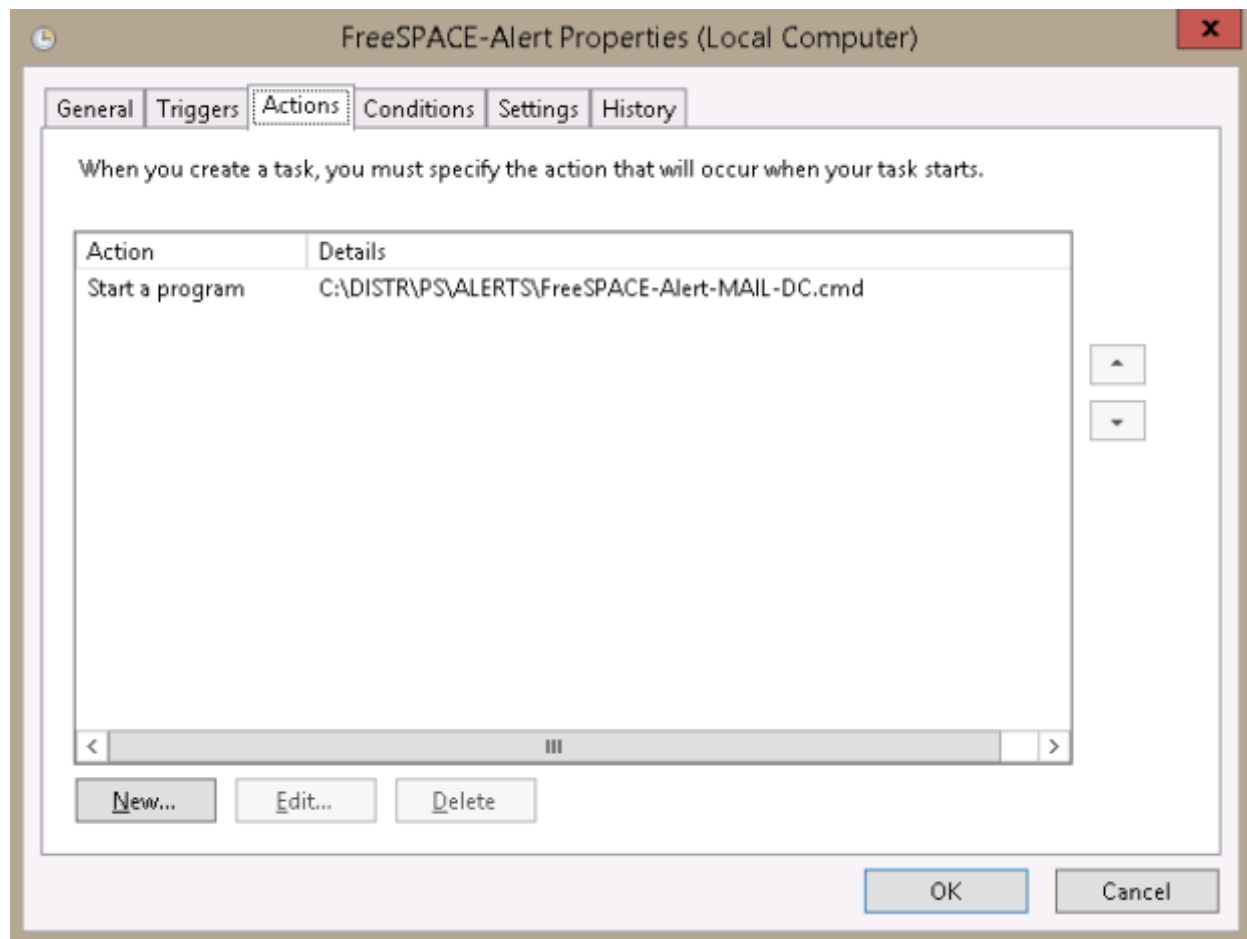 FreeSPACE-Alert Properties (Local Computer)
x
General Triggers Actions Conditions Settings History
When you create a task, you must specify the action that will occur when your task starts.
Action Details
Start a program C:\DISTR\PS\ALERTS\FreeSPACE-Alert-MAIL-DC.cmd
New... Edit... Delete
OK Cancel